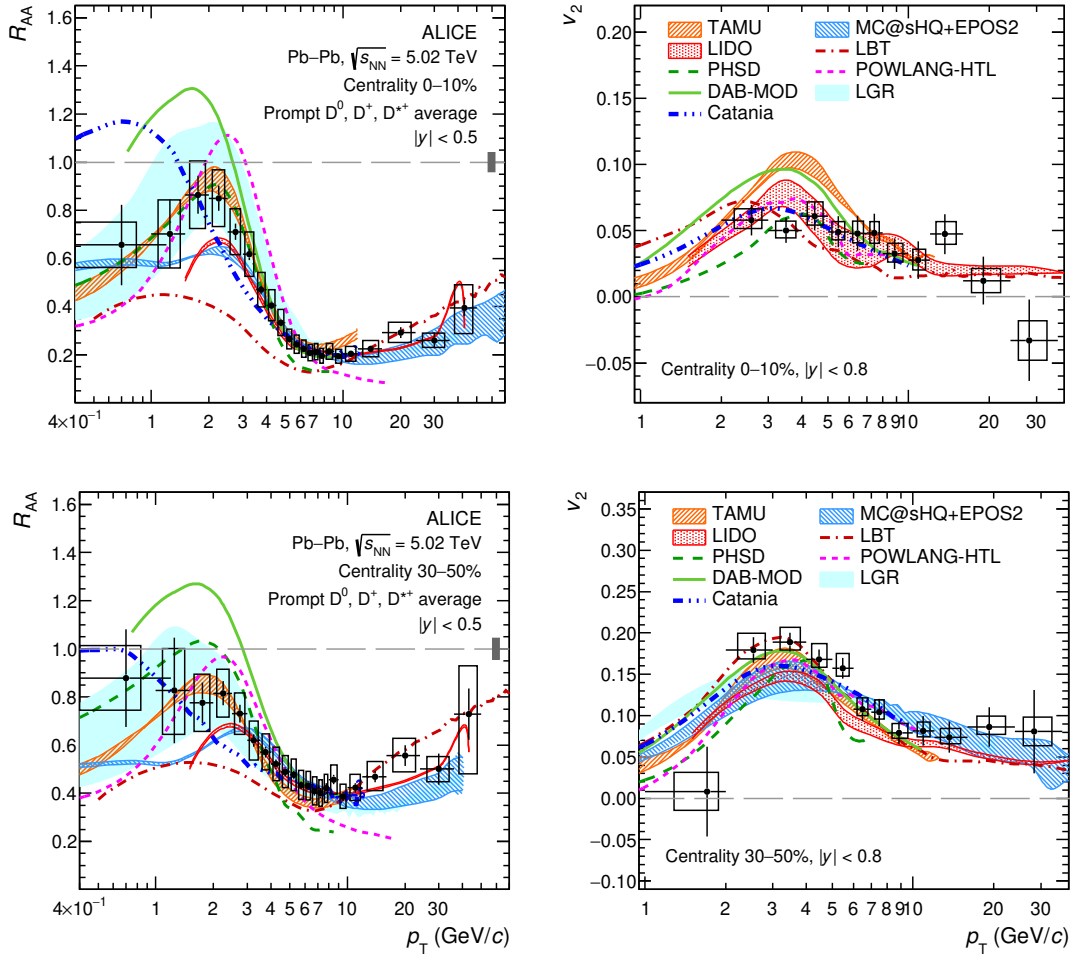 R_AA
1.6
1.4
1.2
1.0
0.8
0.6
0.4
0.2
ALICE
Pb–Pb, √s_NN = 5.02 TeV
Centrality 0–10%
Prompt D⁰, D⁺, D*⁺ average
|y| < 0.5
4×10⁻¹ 1 2 3 4 5 6 7 10 20 30
v₂
0.20
0.15
0.10
0.05
0.00
−0.05
TAMU
LIDO
PHSD
DAB-MOD
Catania
MC@sHQ+EPOS2
LBT
POWLANG-HTL
LGR
Centrality 0–10%, |y| < 0.8
1 2 3 4 5 6 7 8 910 20 30
R_AA
1.6
1.4
1.2
1.0
0.8
0.6
0.4
0.2
ALICE
Pb–Pb, √s_NN = 5.02 TeV
Centrality 30–50%
Prompt D⁰, D⁺, D*⁺ average
|y| < 0.5
4×10⁻¹ 1 2 3 4 5 6 7 10 20 30
p_T (GeV/c)
v₂
0.35
0.30
0.25
0.20
0.15
0.10
0.05
0.00
−0.05
−0.10
TAMU
LIDO
PHSD
DAB-MOD
Catania
MC@sHQ+EPOS2
LBT
POWLANG-HTL
LGR
Centrality 30–50%, |y| < 0.8
1 2 3 4 5 6 7 8 910 20 30
p_T (GeV/c)